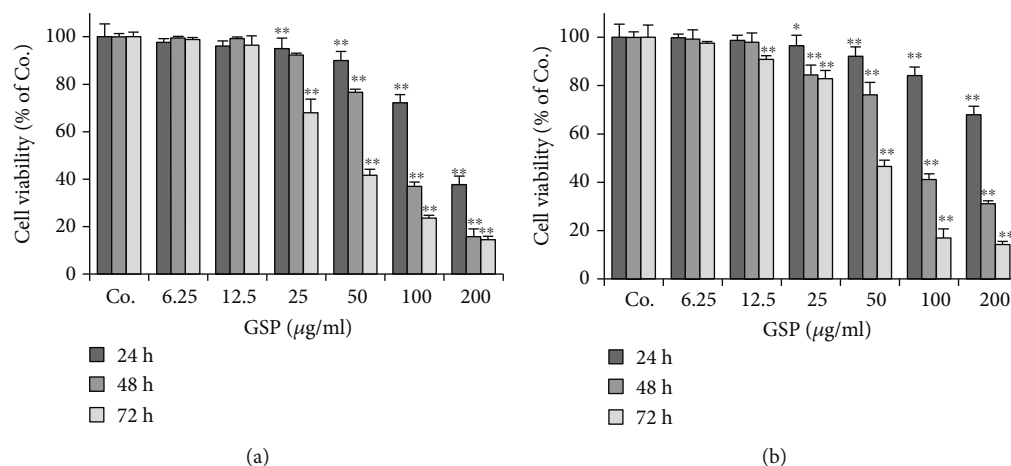 ** ** ** ** ** ** ** ** ** ** **
100
80
60
40
20
0
Cell viability (% of Co.)
Co. 6.25 12.5 25 50 100 200
GSP (μg/ml)
24 h
48 h
72 h
(a)
* ** ** ** ** ** ** ** ** ** ** ** ** **
100
80
60
40
20
0
Cell viability (% of Co.)
Co. 6.25 12.5 25 50 100 200
GSP (μg/ml)
24 h
48 h
72 h
(b)